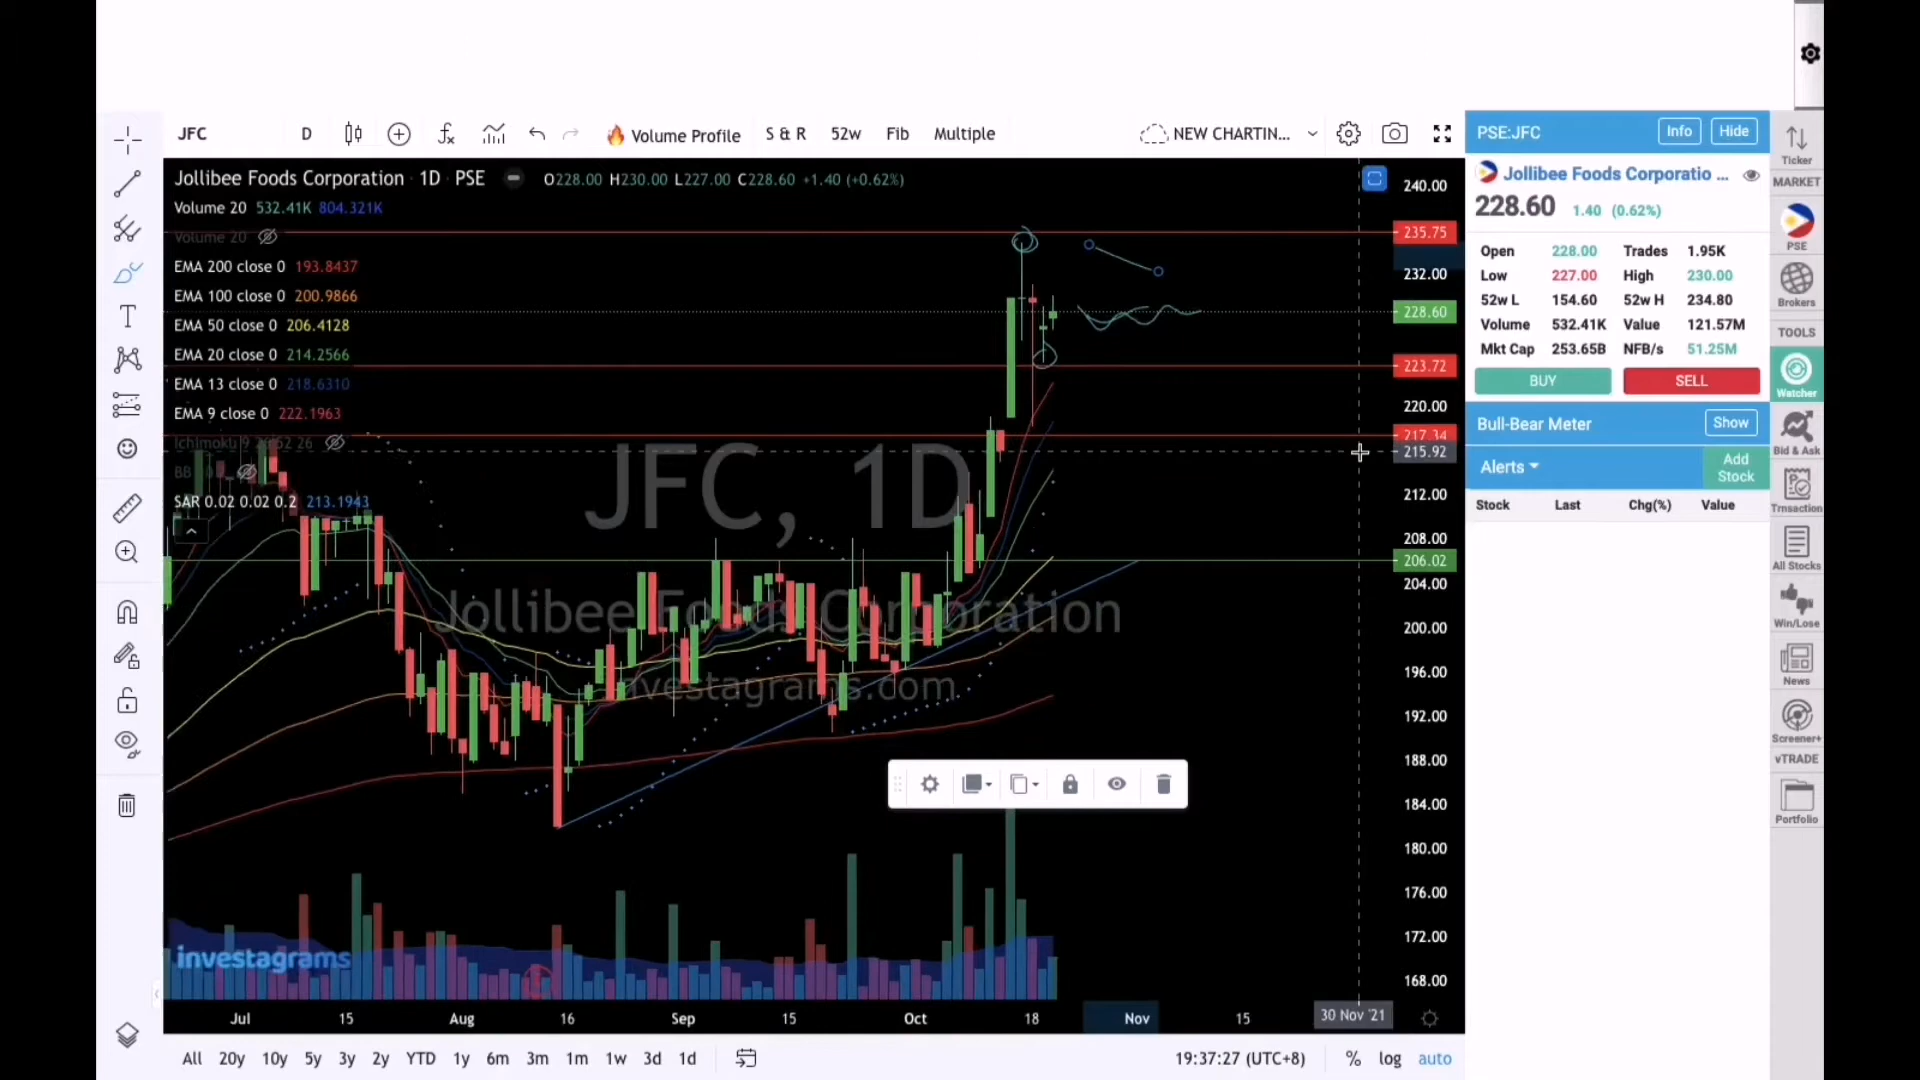 JFC D Volume Profile S & R 52w Fib Multiple NEW CHARTIN...
Jollibee Foods Corporation · 1D · PSE O228.00 H230.00 L227.00 C228.60 +1.40 (+0.62%)
Volume 20 532.41K 804.321K
Volume 20
EMA 200 close 0 193.8437
EMA 100 close 0 200.9866
EMA 50 close 0 206.4128
EMA 20 close 0 214.2566
EMA 13 close 0 218.6310
EMA 9 close 0 222.1963
SAR 0.02 0.02 0.2 213.1943
JFC, 1D
Jollibee Foods Corporation
investagrams.com
investagrams
240.00
235.75
232.00
228.60
223.72
220.00
217.34
215.92
212.00
208.00
206.02
204.00
200.00
196.00
192.00
188.00
184.00
180.00
176.00
172.00
168.00
Jul 15 Aug 16 Sep 15 Oct 18 Nov 15 30 Nov '21
All 20y 10y 5y 3y 2y YTD 1y 6m 3m 1m 1w 3d 1d
19:37:27 (UTC+8) % log auto
PSE:JFC Info Hide
Jollibee Foods Corporatio ...
228.60 1.40 (0.62%)
Open 228.00 Trades 1.95K
Low 227.00 High 230.00
52w L 154.60 52w H 234.80
Volume 532.41K Value 121.57M
Mkt Cap 253.65B NFB/s 51.25M
BUY SELL
Bull-Bear Meter Show
Alerts Add Stock
Stock Last Chg(%) Value
Ticker
MARKET
PSE
Brokers
TOOLS
Watcher
Bid & Ask
Trnsaction
All Stocks
Win/Lose
News
Screener+
vTRADE
Portfolio